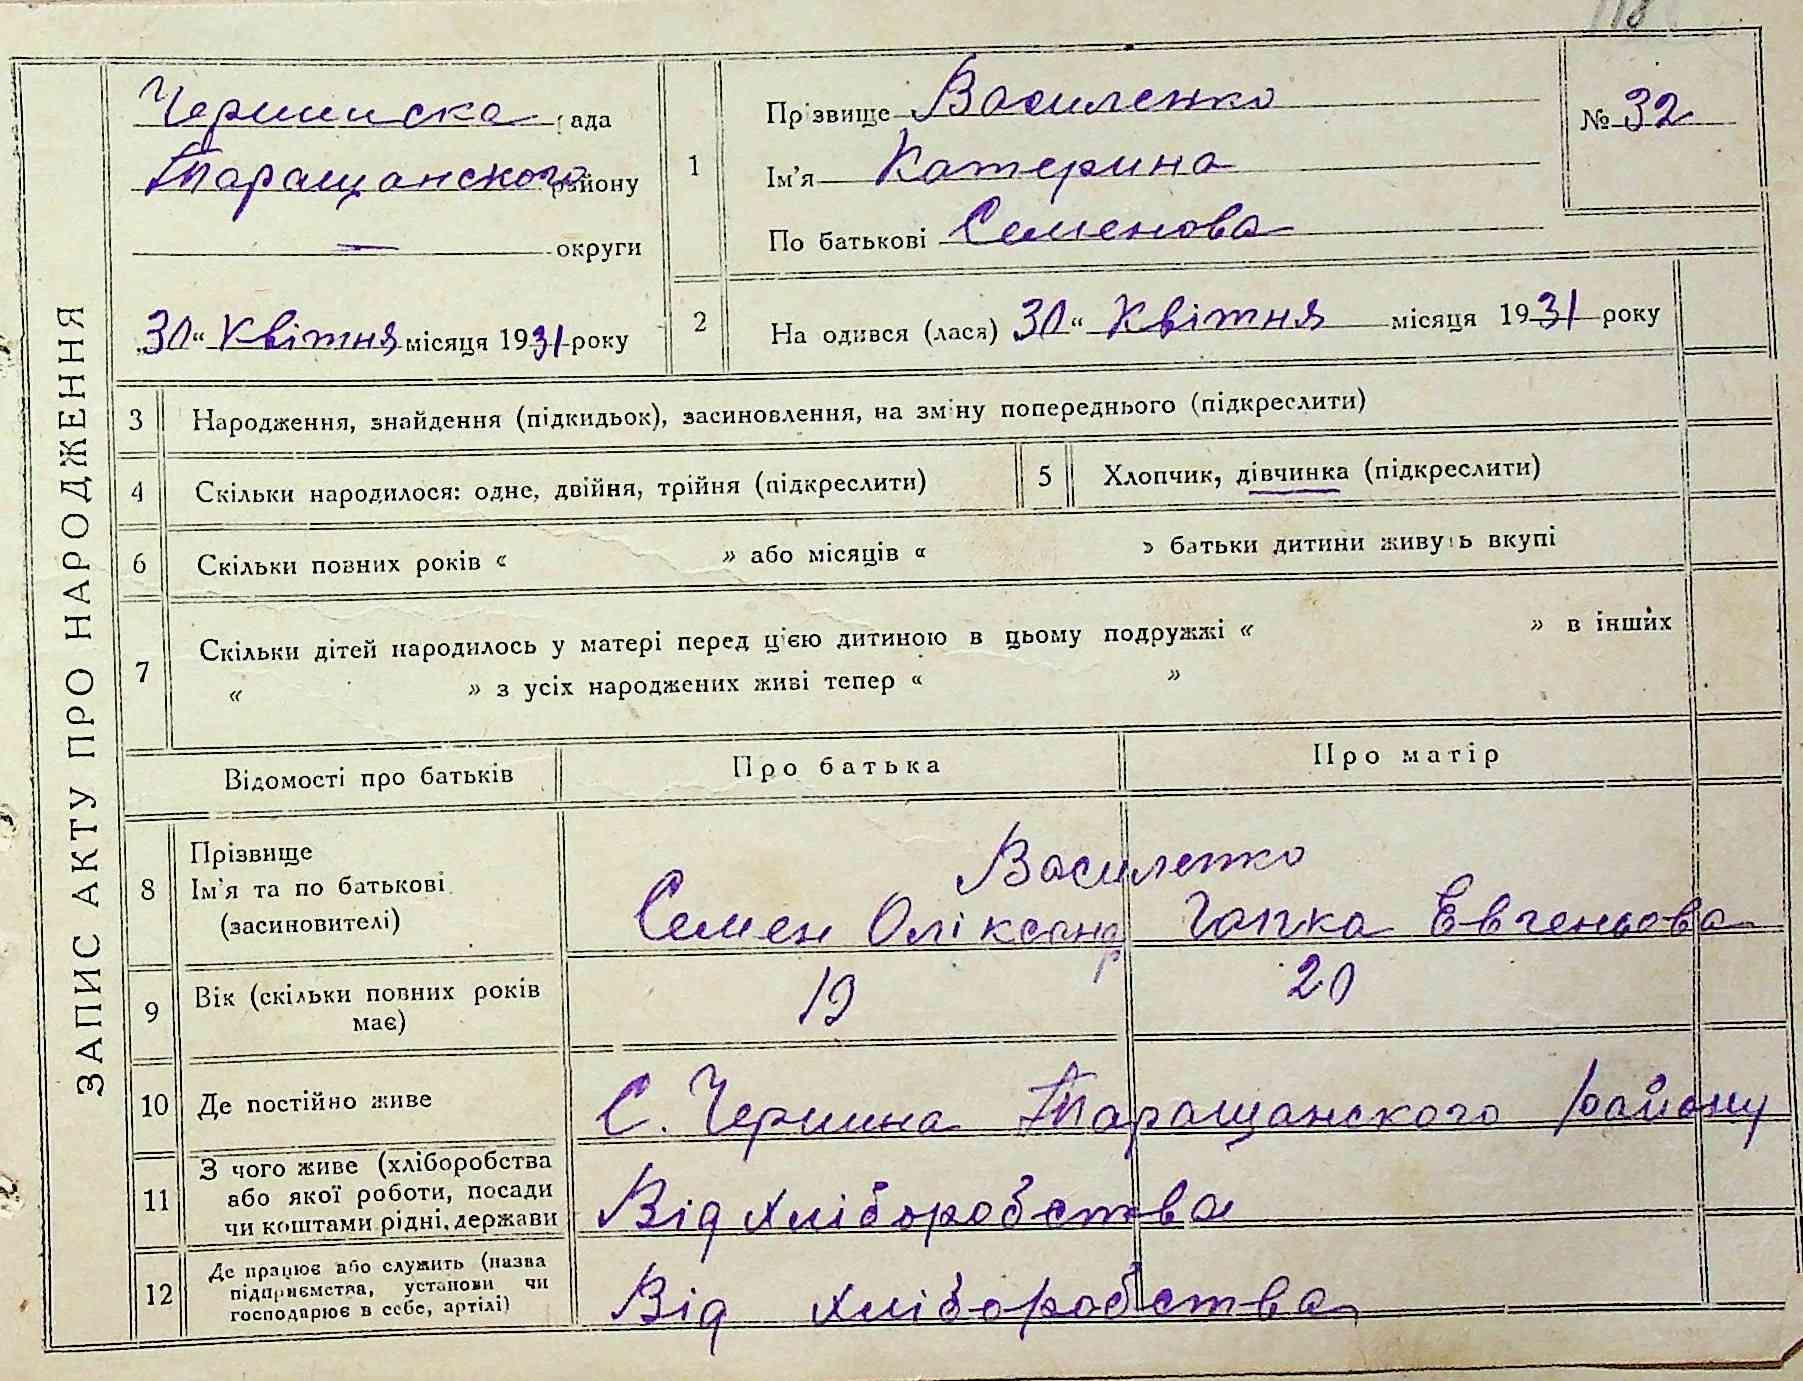 118
ЗАПИС АКТУ ПРО НАРОДЖЕННЯ
Чершиска рада
Таращанского району
— округи
„30“ Квітня місяця 1931 року
1
Прізвище Василенко
Ім'я Катерина
По батькові Семенова
№ 32
2
На одився (лася) 30 “ Квітня місяця 1931 року
3 Народження, знайдення (підкидьок), засиновлення, на зміну попереднього (підкреслити)
4 Скільки народилося: одне, двійня, трійня (підкреслити)
5 Хлопчик, дівчинка (підкреслити)
6 Скільки повних років « » або місяців « » батьки дитини живуть вкупі
7 Скільки дітей народилось у матері перед цією дитиною в цьому подружжі « » в інших
« » з усіх народжених живі тепер « »
Відомості про батьків Про батька Про матір
8 Прізвище
Ім'я та по батькові
(засиновителі)
Василенко
Семен Оліксандр Гапка Евгеньова
9 Вік (скільки повних років
має)
19 20
10 Де постійно живе С. Чершина Таращанского району
11 З чого живе (хліборобства
або якої роботи, посади
чи коштами рідні, держави
Від хліборобства
12 Де працює або служить (назва
підприємства, установи чи
господарює в себе, артілі)
Від хліборобства